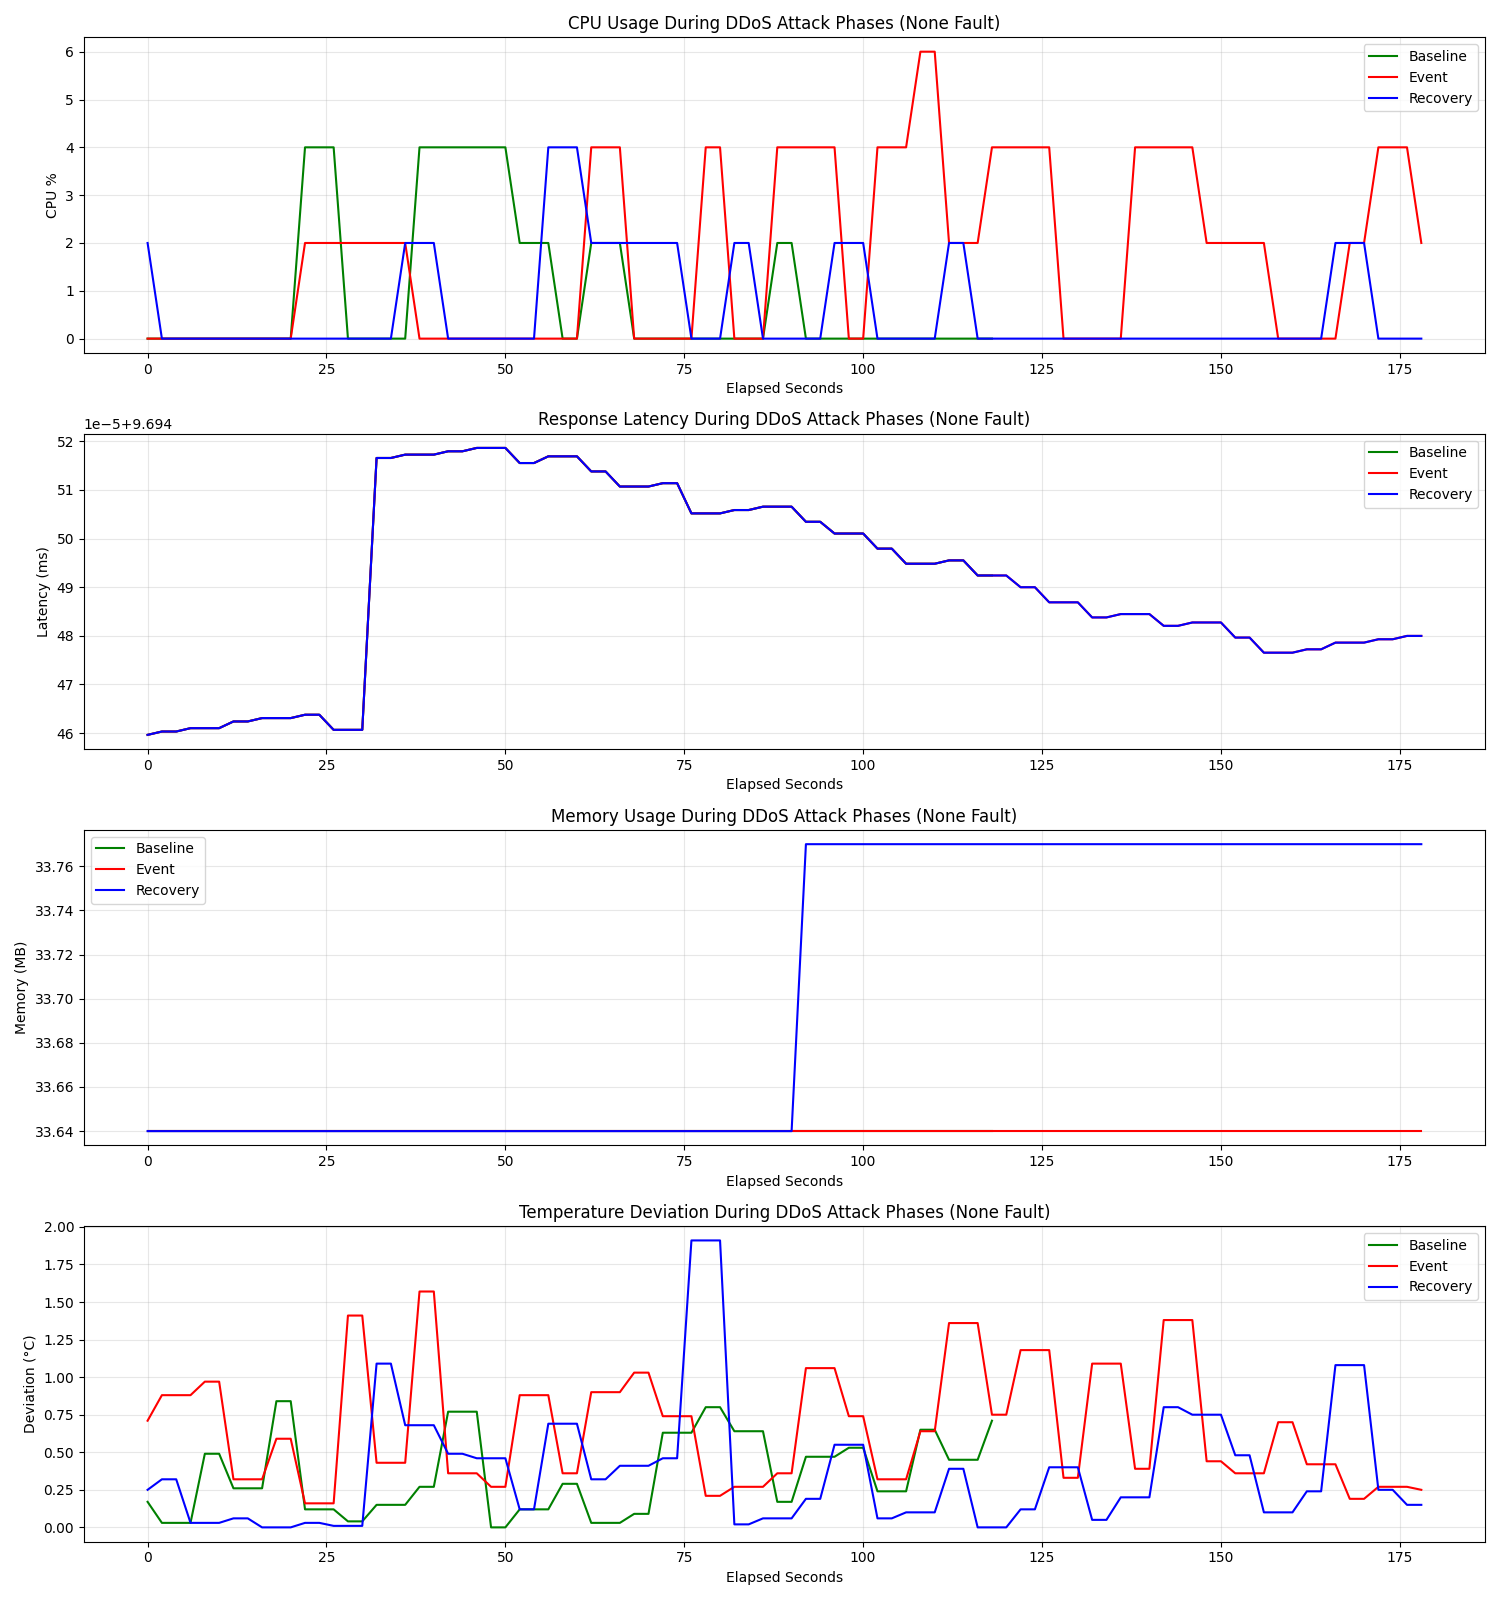 CPU Usage During DDoS Attack Phases (None Fault)
CPU %
6
5
4
3
2
1
0
Baseline
Event
Recovery
0 25 50 75 100 125 150 175
Elapsed Seconds
Response Latency During DDoS Attack Phases (None Fault)
1e−5+9.694
Latency (ms)
52
51
50
49
48
47
46
Baseline
Event
Recovery
0 25 50 75 100 125 150 175
Elapsed Seconds
Memory Usage During DDoS Attack Phases (None Fault)
Memory (MB)
33.76
33.74
33.72
33.70
33.68
33.66
33.64
Baseline
Event
Recovery
0 25 50 75 100 125 150 175
Elapsed Seconds
Temperature Deviation During DDoS Attack Phases (None Fault)
Deviation (°C)
2.00
1.75
1.50
1.25
1.00
0.75
0.50
0.25
0.00
Baseline
Event
Recovery
0 25 50 75 100 125 150 175
Elapsed Seconds